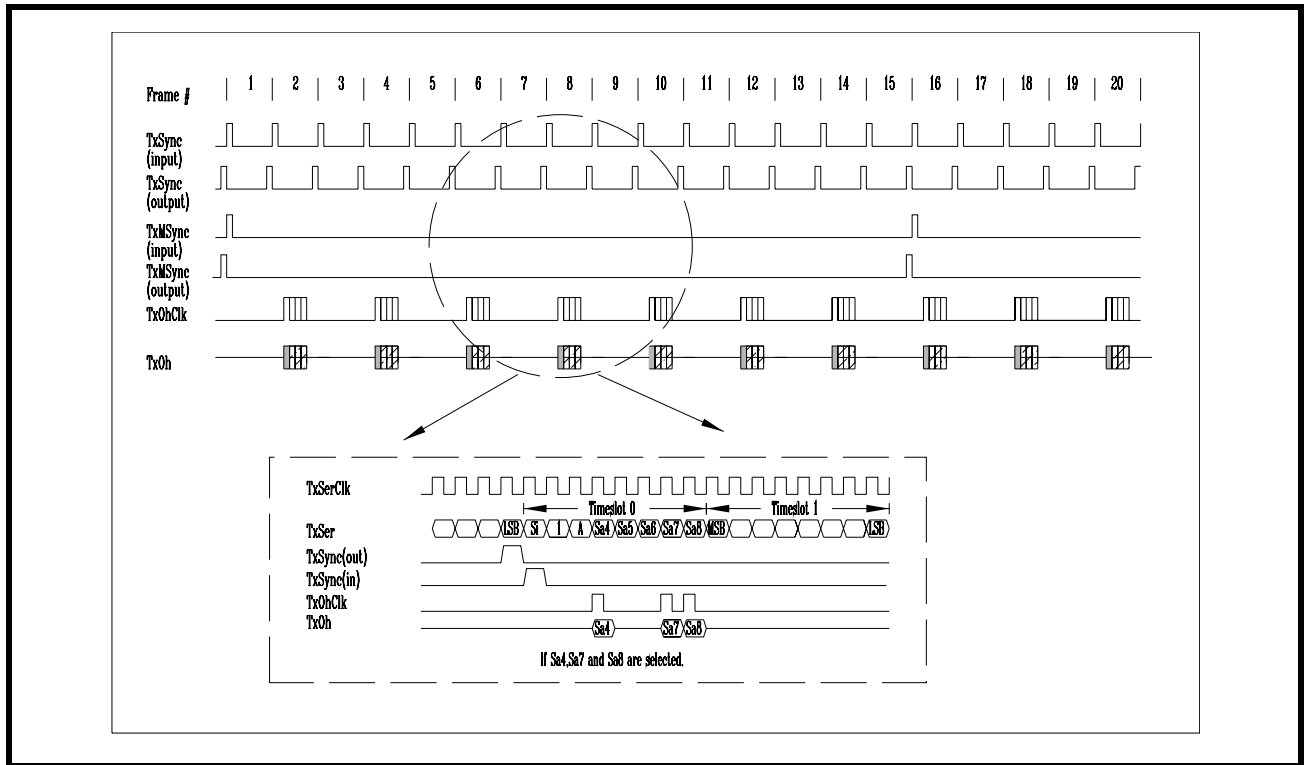 Frame # 1 2 3 4 5 6 7 8 9 10 11 12 13 14 15 16 17 18 19 20
TxSync
(input)
TxSync
(output)
TxMSync
(input)
TxMSync
(output)
TxOhClk
TxOh
TxSerClk
Timeslot 0 Timeslot 1
TxSer LSB Si 1 A Sa4 Sa5 Sa6 Sa7 Sa8 MSB LSB
TxSync(out)
TxSync(in)
TxOhClk
TxOh Sa4 Sa7 Sa8
If Sa4,Sa7 and Sa8 are selected.